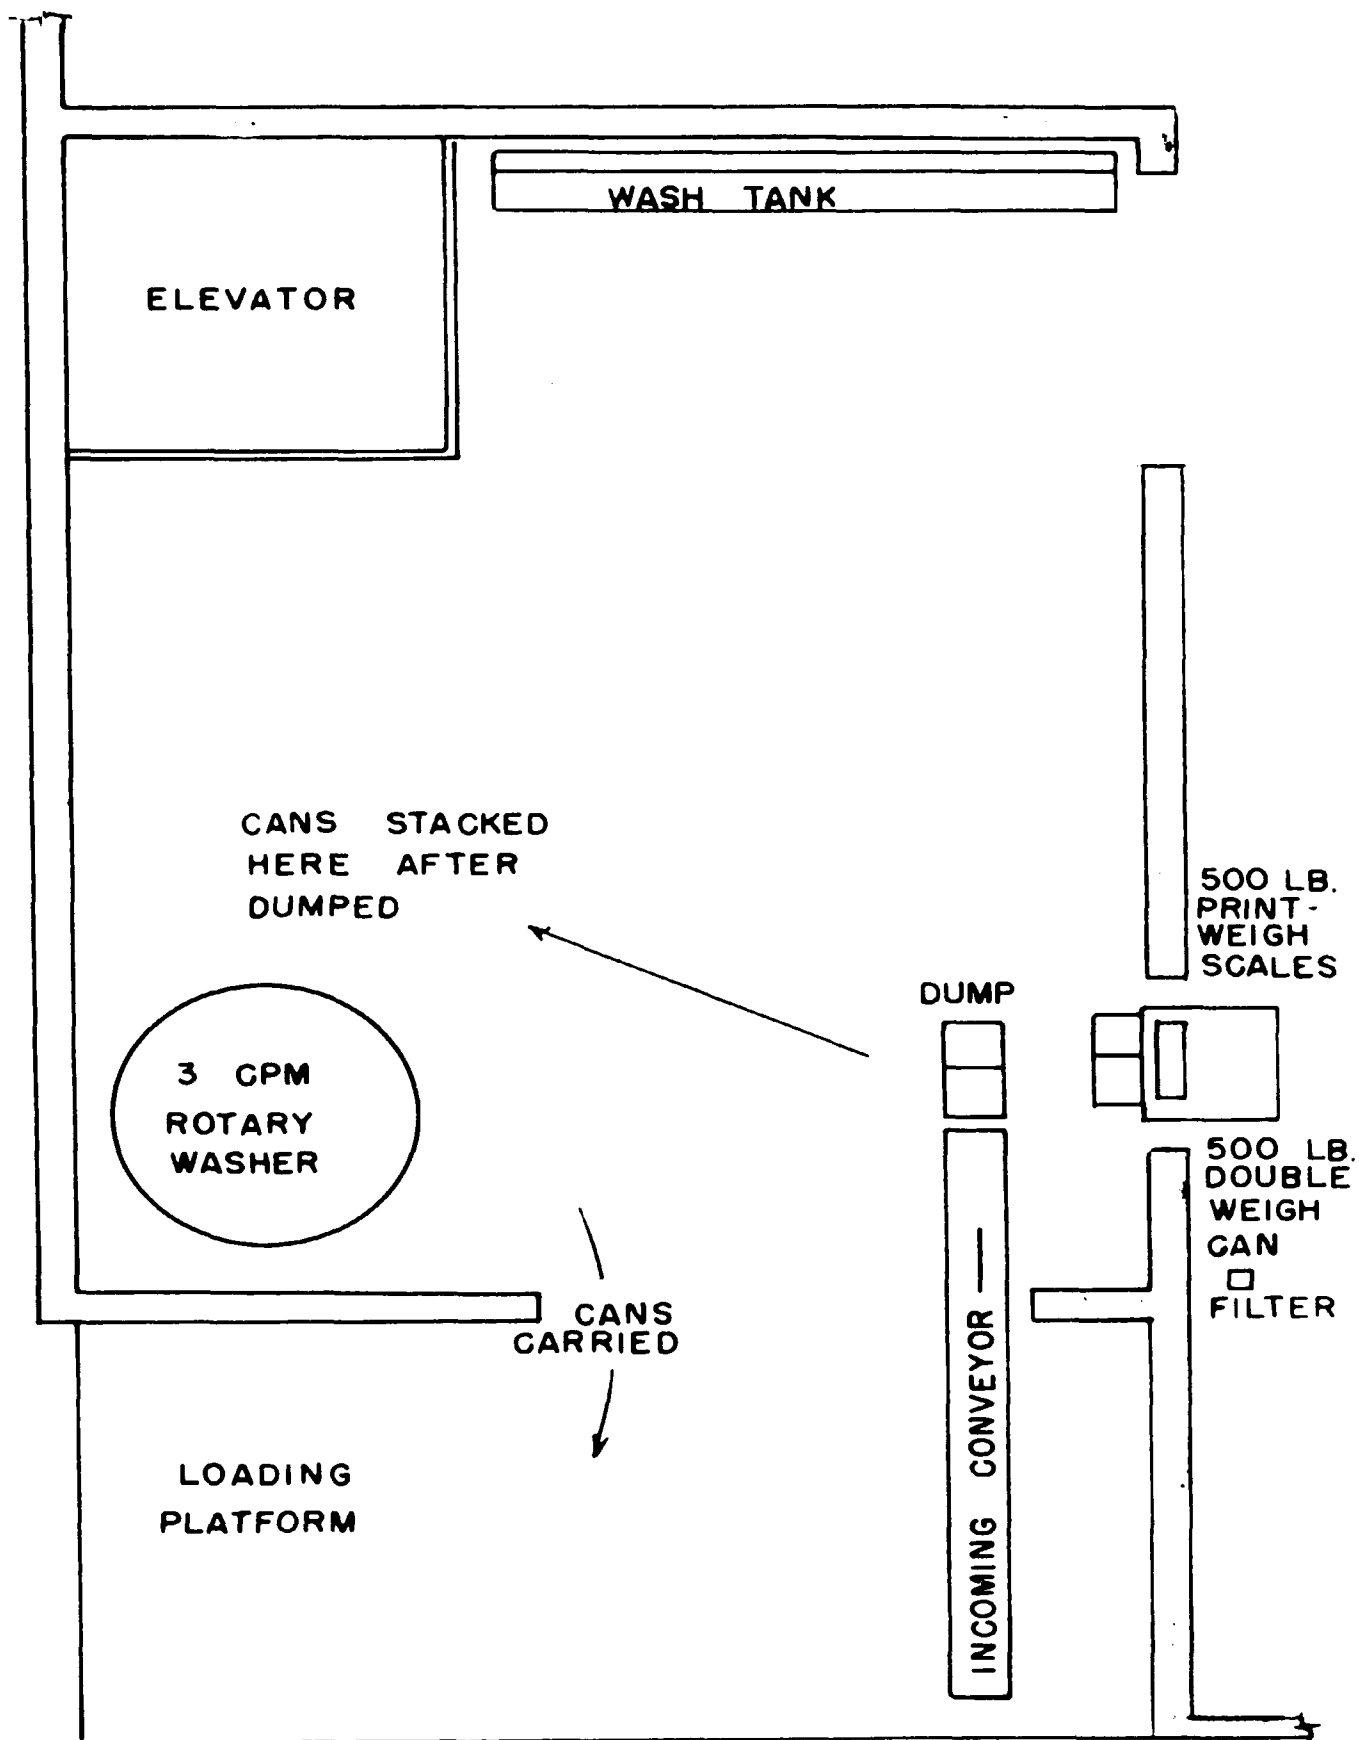 WASH TANK
ELEVATOR
CANS STACKED
HERE AFTER
DUMPED
500 LB.
PRINT-
WEIGH
SCALES
DUMP
3 CPM
ROTARY
WASHER
500 LB.
DOUBLE
WEIGH
CAN
FILTER
CANS
CARRIED
INCOMING CONVEYOR —
LOADING
PLATFORM